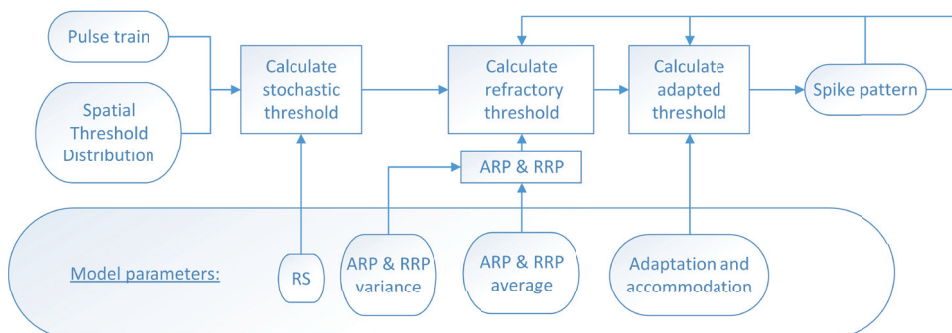 Pulse train
Spatial
Threshold
Distribution
Calculate
stochastic
threshold
Calculate
refractory
threshold
Calculate
adapted
threshold
Spike pattern
ARP & RRP
Model parameters:
RS
ARP & RRP
variance
ARP & RRP
average
Adaptation and
accommodation